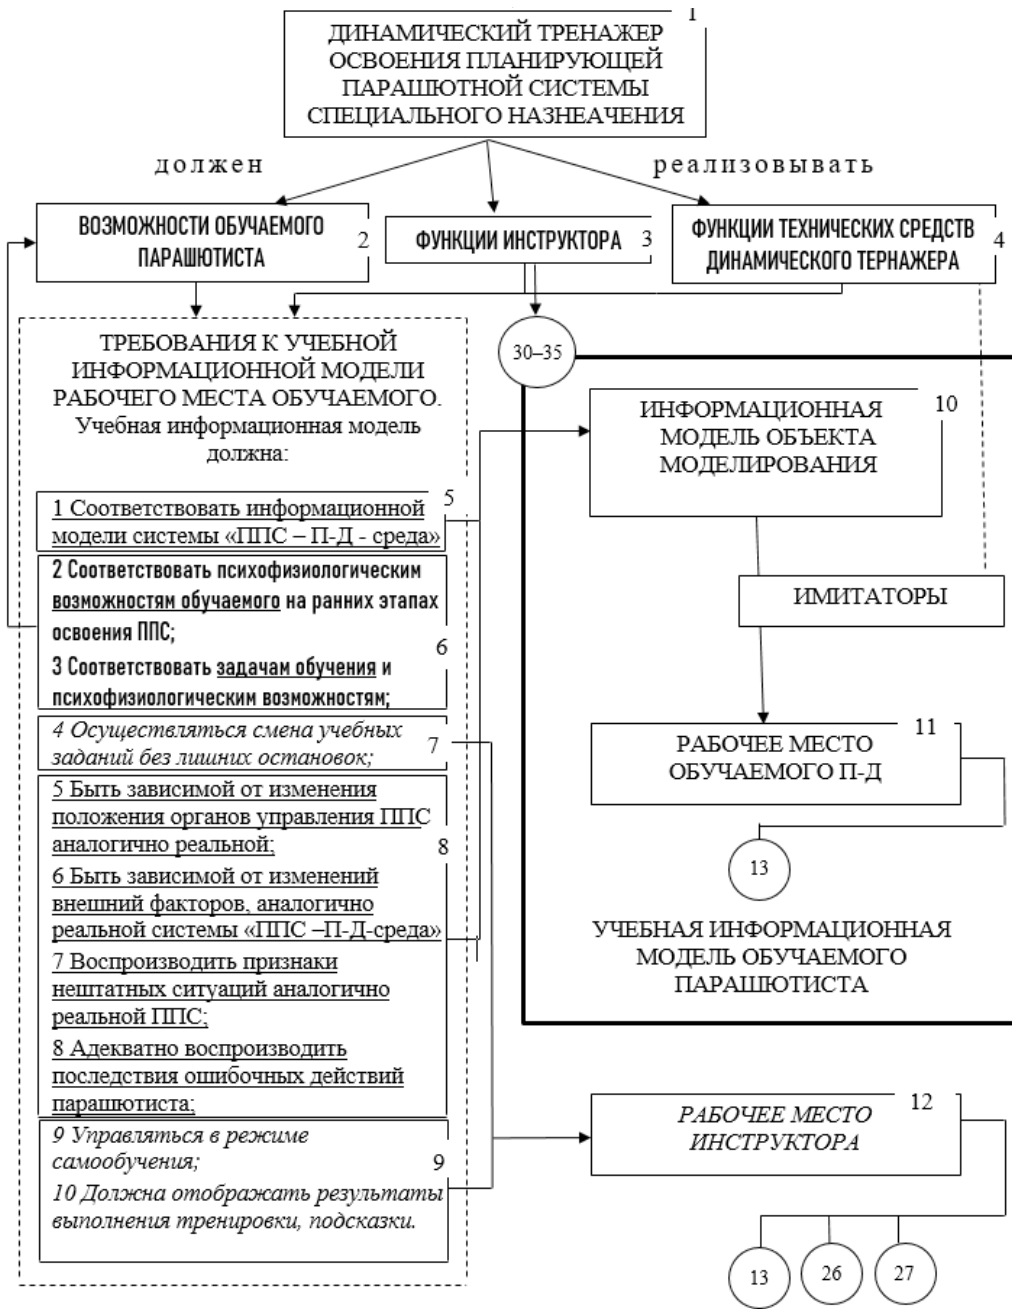 1
ДИНАМИЧЕСКИЙ ТРЕНАЖЕР
ОСВОЕНИЯ ПЛАНИРУЮЩЕЙ
ПАРАШЮТНОЙ СИСТЕМЫ
СПЕЦИАЛЬНОГО НАЗНЕАЧЕНИЯ
должен
реализовывать
ВОЗМОЖНОСТИ ОБУЧАЕМОГО
ПАРАШЮТИСТА
2
ФУНКЦИИ ИНСТРУКТОРА
3
ФУНКЦИИ ТЕХНИЧЕСКИХ СРЕДСТВ
ДИНАМИЧЕСКОГО ТЕРНАЖЕРА
4
ТРЕБОВАНИЯ К УЧЕБНОЙ
ИНФОРМАЦИОННОЙ МОДЕЛИ
РАБОЧЕГО МЕСТА ОБУЧАЕМОГО.
Учебная информационная модель
должна:
1 Соответствовать информационной
модели системы «ППС – П-Д - среда»
5
2 Соответствовать психофизиологическим
возможностям обучаемого на ранних этапах
освоения ППС;
6
3 Соответствовать задачам обучения и
психофизиологическим возможностям;
4 Осуществляться смена учебных
заданий без лишних остановок;
7
5 Быть зависимой от изменения
положения органов управления ППС
аналогично реальной;
8
6 Быть зависимой от изменений
внешний факторов, аналогично
реальной системы «ППС –П-Д-среда»
7 Воспроизводить признаки
нештатных ситуаций аналогично
реальной ППС;
8 Адекватно воспроизводить
последствия ошибочных действий
парашютиста;
9 Управляться в режиме
самообучения;
9
10 Должна отображать результаты
выполнения тренировки, подсказки.
30–35
ИНФОРМАЦИОННАЯ
МОДЕЛЬ ОБЪЕКТА
МОДЕЛИРОВАНИЯ
10
ИМИТАТОРЫ
РАБОЧЕЕ МЕСТО
ОБУЧАЕМОГО П-Д
11
13
УЧЕБНАЯ ИНФОРМАЦИОННАЯ
МОДЕЛЬ ОБУЧАЕМОГО
ПАРАШЮТИСТА
РАБОЧЕЕ МЕСТО
ИНСТРУКТОРА
12
13
26
27